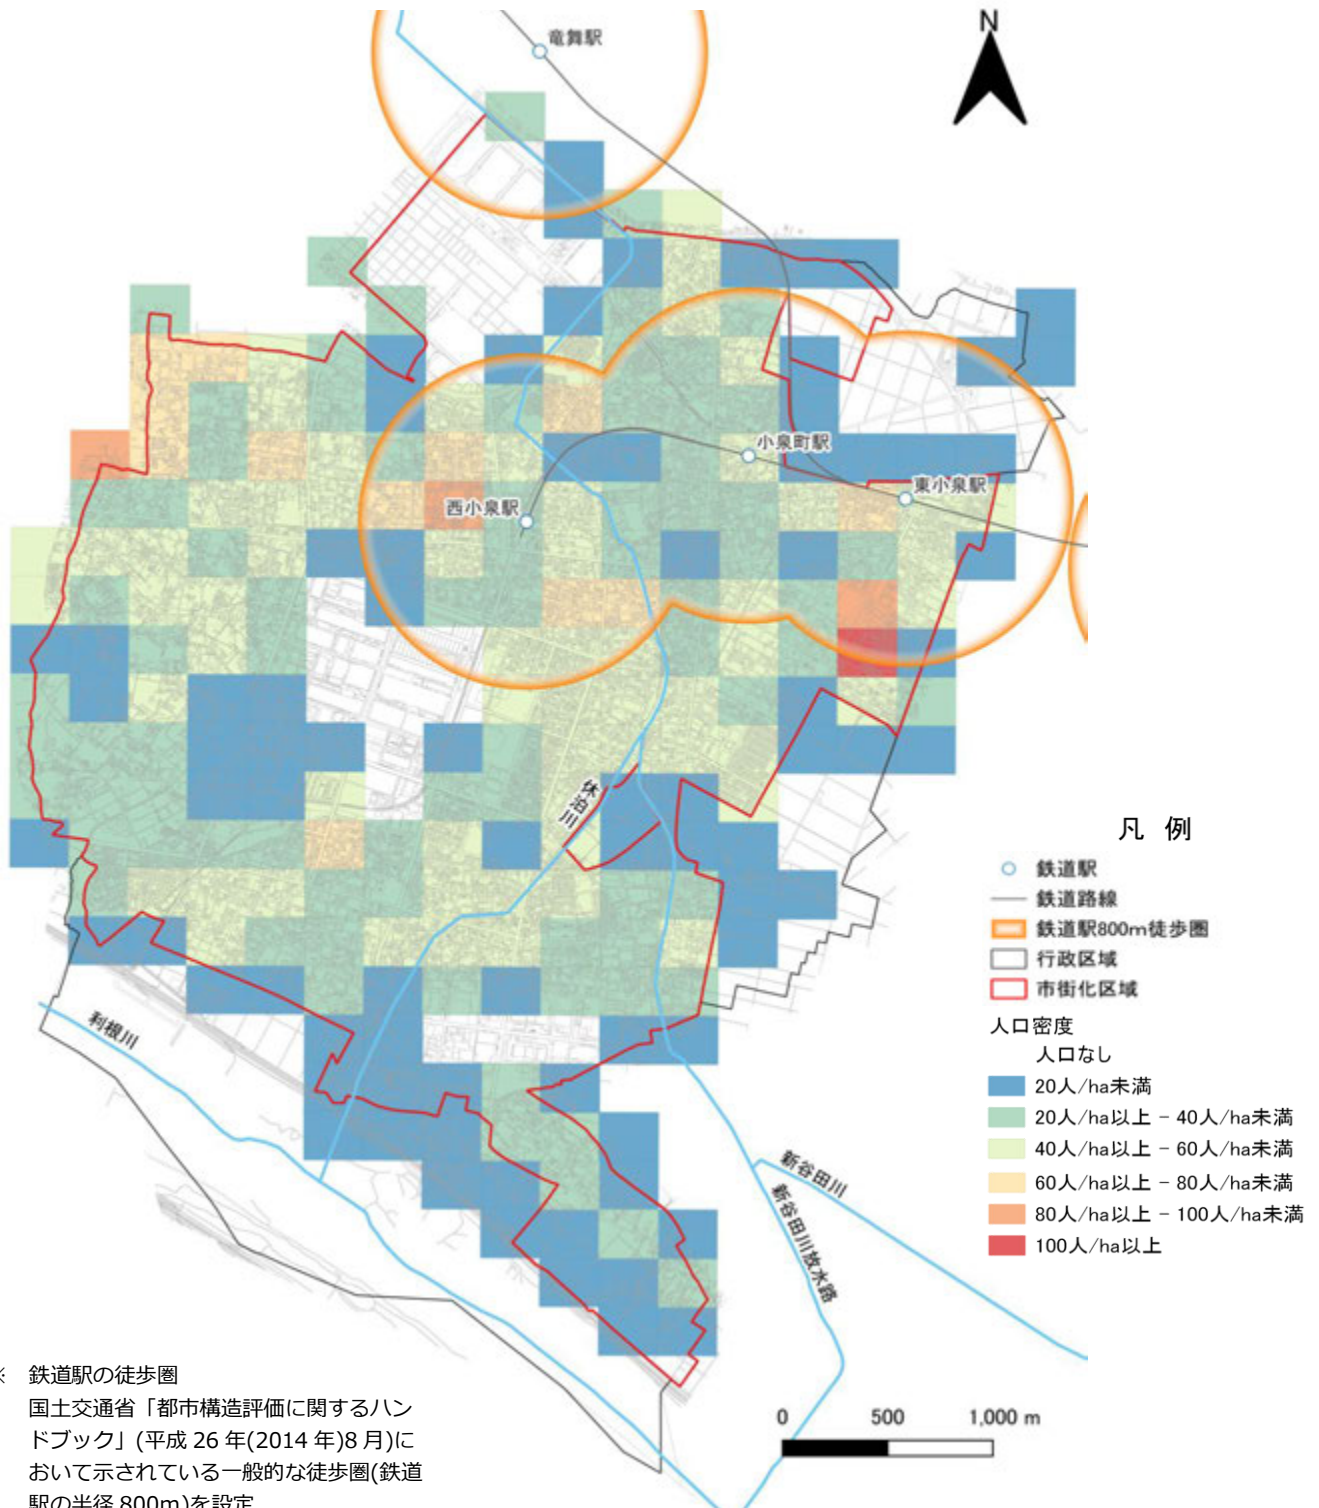 N
竜舞駅
小泉町駅
東小泉駅
西小泉駅
休泊川
利根川
新谷田川
新谷田川放水路
凡 例
鉄道駅
鉄道路線
鉄道駅800m徒歩圏
行政区域
市街化区域
人口密度
人口なし
20人/ha未満
20人/ha以上 − 40人/ha未満
40人/ha以上 − 60人/ha未満
60人/ha以上 − 80人/ha未満
80人/ha以上 − 100人/ha未満
100人/ha以上
0 500 1,000 m
※ 鉄道駅の徒歩圏
国土交通省「都市構造評価に関するハン
ドブック」(平成 26 年(2014 年)8 月)に
おいて示されている一般的な徒歩圏(鉄道
駅の半径 800m)を設定